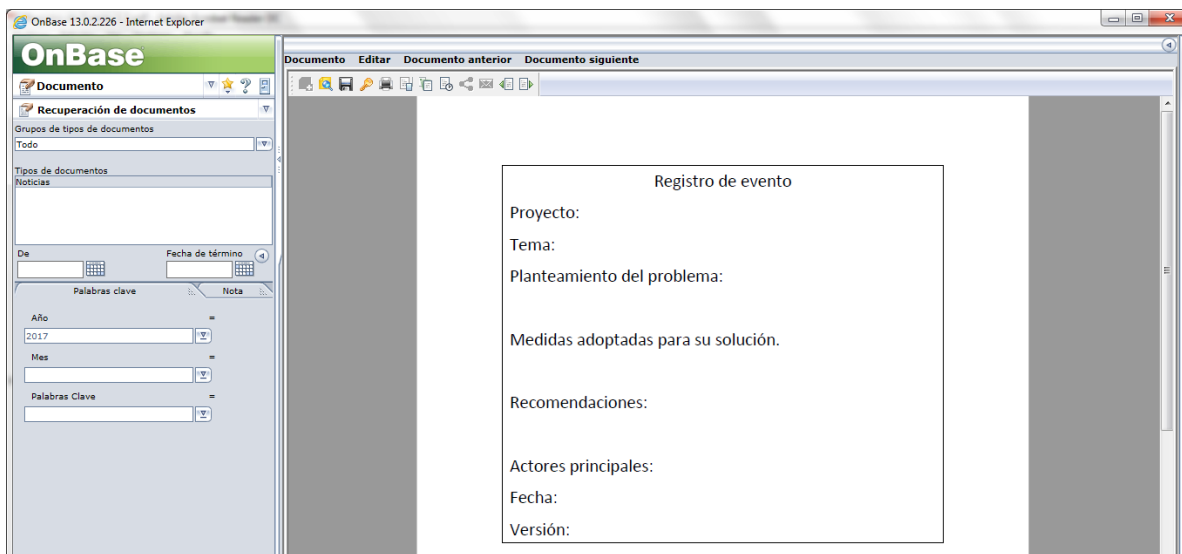 OnBase 13.0.2.226 - Internet Explorer
OnBase
Documento
Recuperación de documentos
Grupos de tipos de documentos
Todo
Tipos de documentos
Noticias
De Fecha de término
Palabras clave Nota
Año =
2017
Mes =
Palabras Clave =
Documento Editar Documento anterior Documento siguiente
Registro de evento
Proyecto:
Tema:
Planteamiento del problema:
Medidas adoptadas para su solución.
Recomendaciones:
Actores principales:
Fecha:
Versión: